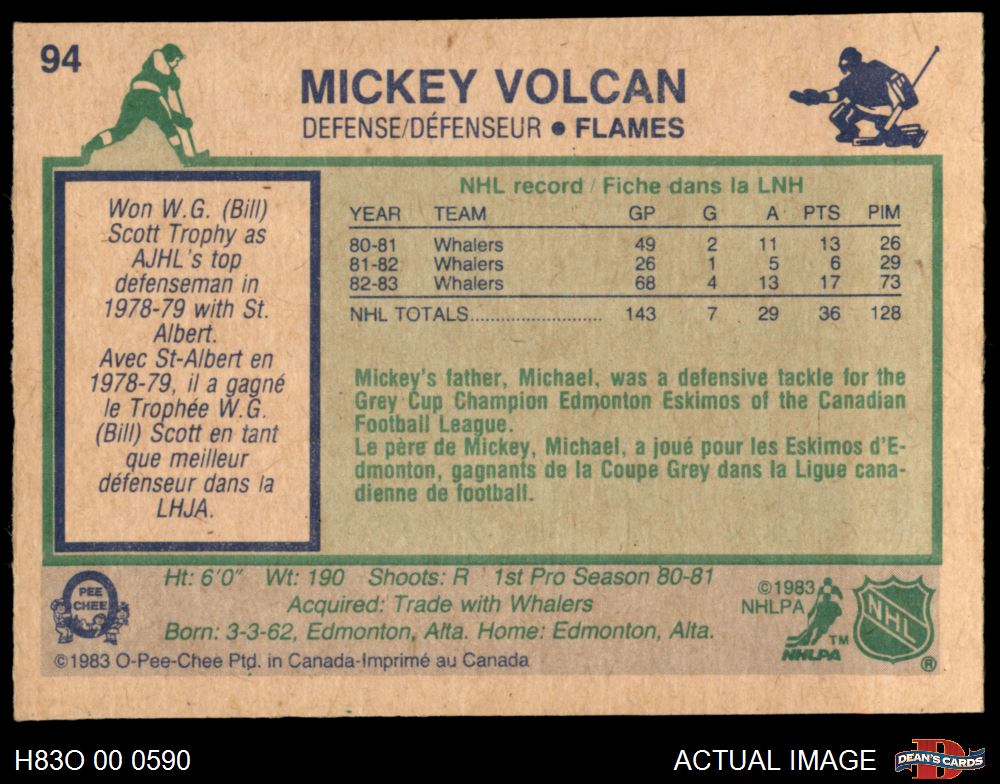 94
MICKEY VOLCAN
DEFENSE/DÉFENSEUR • FLAMES
Won W.G. (Bill)
Scott Trophy as
AJHL's top
defenseman in
1978-79 with St.
Albert.
Avec St-Albert en
1978-79, il a gagné
le Trophée W.G.
(Bill) Scott en tant
que meilleur
défenseur dans la
LHJA.
NHL record / Fiche dans la LNH
YEAR TEAM GP G A PTS PIM
80-81 Whalers 49 2 11 13 26
81-82 Whalers 26 1 5 6 29
82-83 Whalers 68 4 13 17 73
NHL TOTALS............................ 143 7 29 36 128
Mickey's father, Michael, was a defensive tackle for the
Grey Cup Champion Edmonton Eskimos of the Canadian
Football League.
Le père de Mickey, Michael, a joué pour les Eskimos d'E-
dmonton, gagnants de la Coupe Grey dans la Ligue cana-
dienne de football.
O
PEE
CHEE
Ht: 6'0" Wt: 190 Shoots: R 1st Pro Season 80-81
Acquired: Trade with Whalers
Born: 3-3-62, Edmonton, Alta. Home: Edmonton, Alta.
©1983 O-Pee-Chee Ptd. in Canada-Imprimé au Canada
©1983
NHLPA
TM
NHLPA
NHL
®
H83O 00 0590
ACTUAL IMAGE
D
DEAN'S CARDS